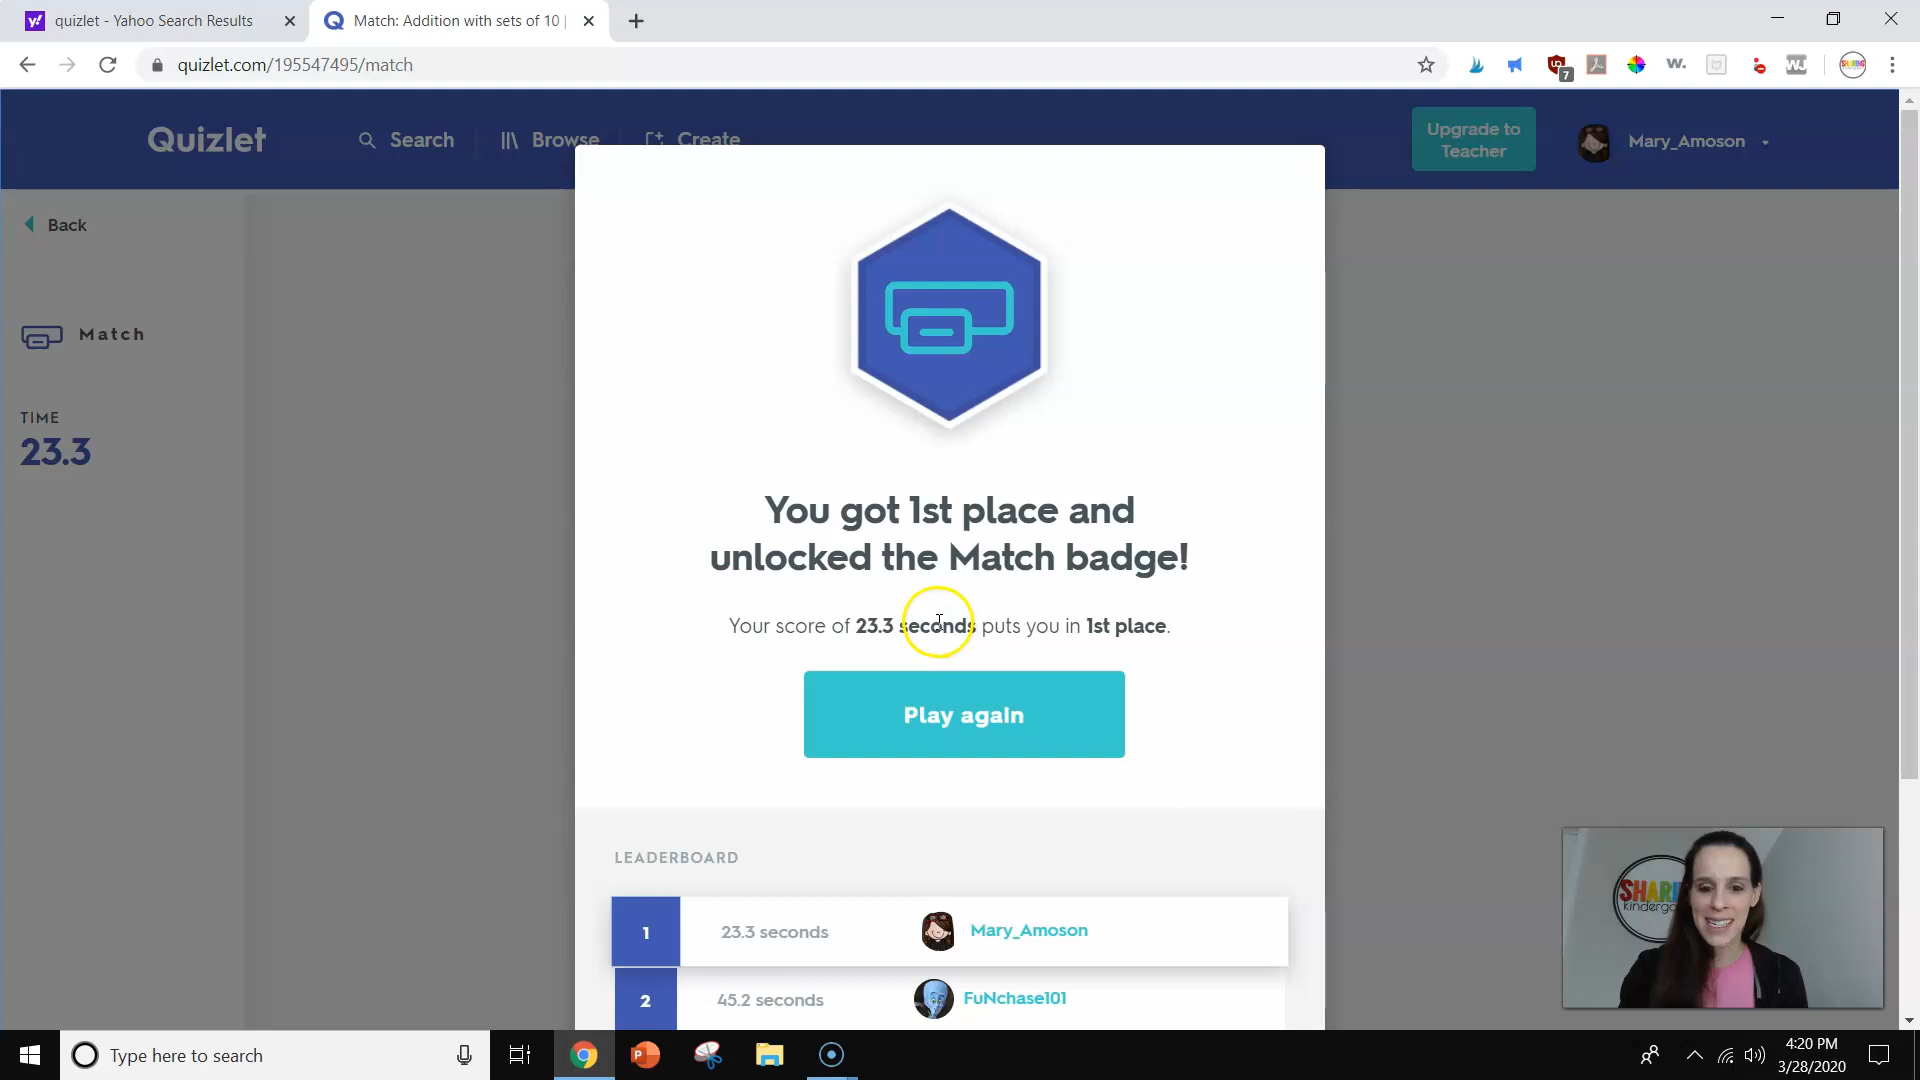 quizlet - Yahoo Search Results
Match: Addition with sets of 10 |
quizlet.com/195547495/match
7
W.
WJ
SHARING
Quizlet
Search
Browse
Create
Upgrade to
Teacher
Mary_Amoson
Back
Match
TIME
23.3
You got 1st place and
unlocked the Match badge!
Your score of 23.3 seconds puts you in 1st place.
Play again
LEADERBOARD
1 23.3 seconds Mary_Amoson
2 45.2 seconds FuNchase101
Type here to search
4:20 PM
3/28/2020